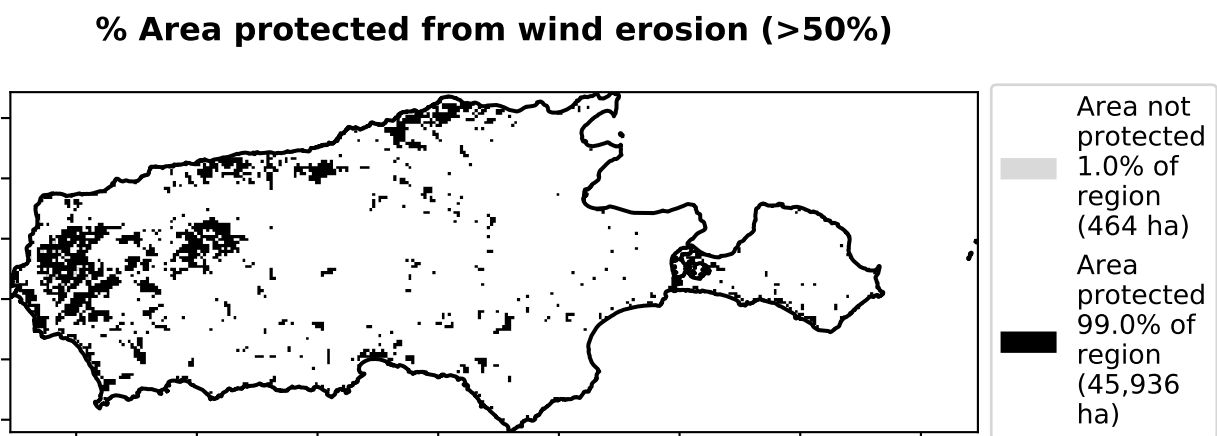 % Area protected from wind erosion (>50%)
Area not
protected
1.0% of
region
(464 ha)
Area
protected
99.0% of
region
(45,936
ha)